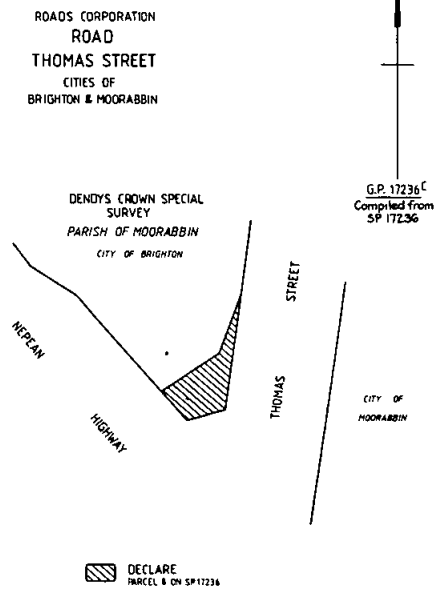 ROADS CORPORATION
ROAD
THOMAS STREET
CITIES OF
BRIGHTON & MOORABBIN
G.P. 17236C
Compiled from
SP 17236
DENDYS CROWN SPECIAL
SURVEY
PARISH OF MOORABBIN
CITY OF BRIGHTON
NEPEAN
HIGHWAY
THOMAS
STREET
CITY OF
MOORABBIN
DECLARE
PARCEL 8 ON SP17236